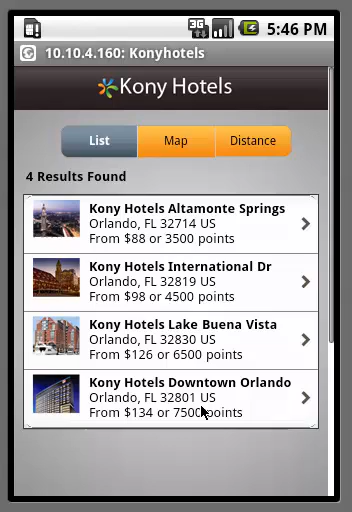 3G
5:46 PM
10.10.4.160: Konyhotels
Kony Hotels
List
Map
Distance
4 Results Found
Kony Hotels Altamonte Springs
Orlando, FL 32714 US
From $88 or 3500 points
Kony Hotels International Dr
Orlando, FL 32819 US
From $98 or 4500 points
Kony Hotels Lake Buena Vista
Orlando, FL 32830 US
From $126 or 6500 points
Kony Hotels Downtown Orlando
Orlando, FL 32801 US
From $134 or 7500 points